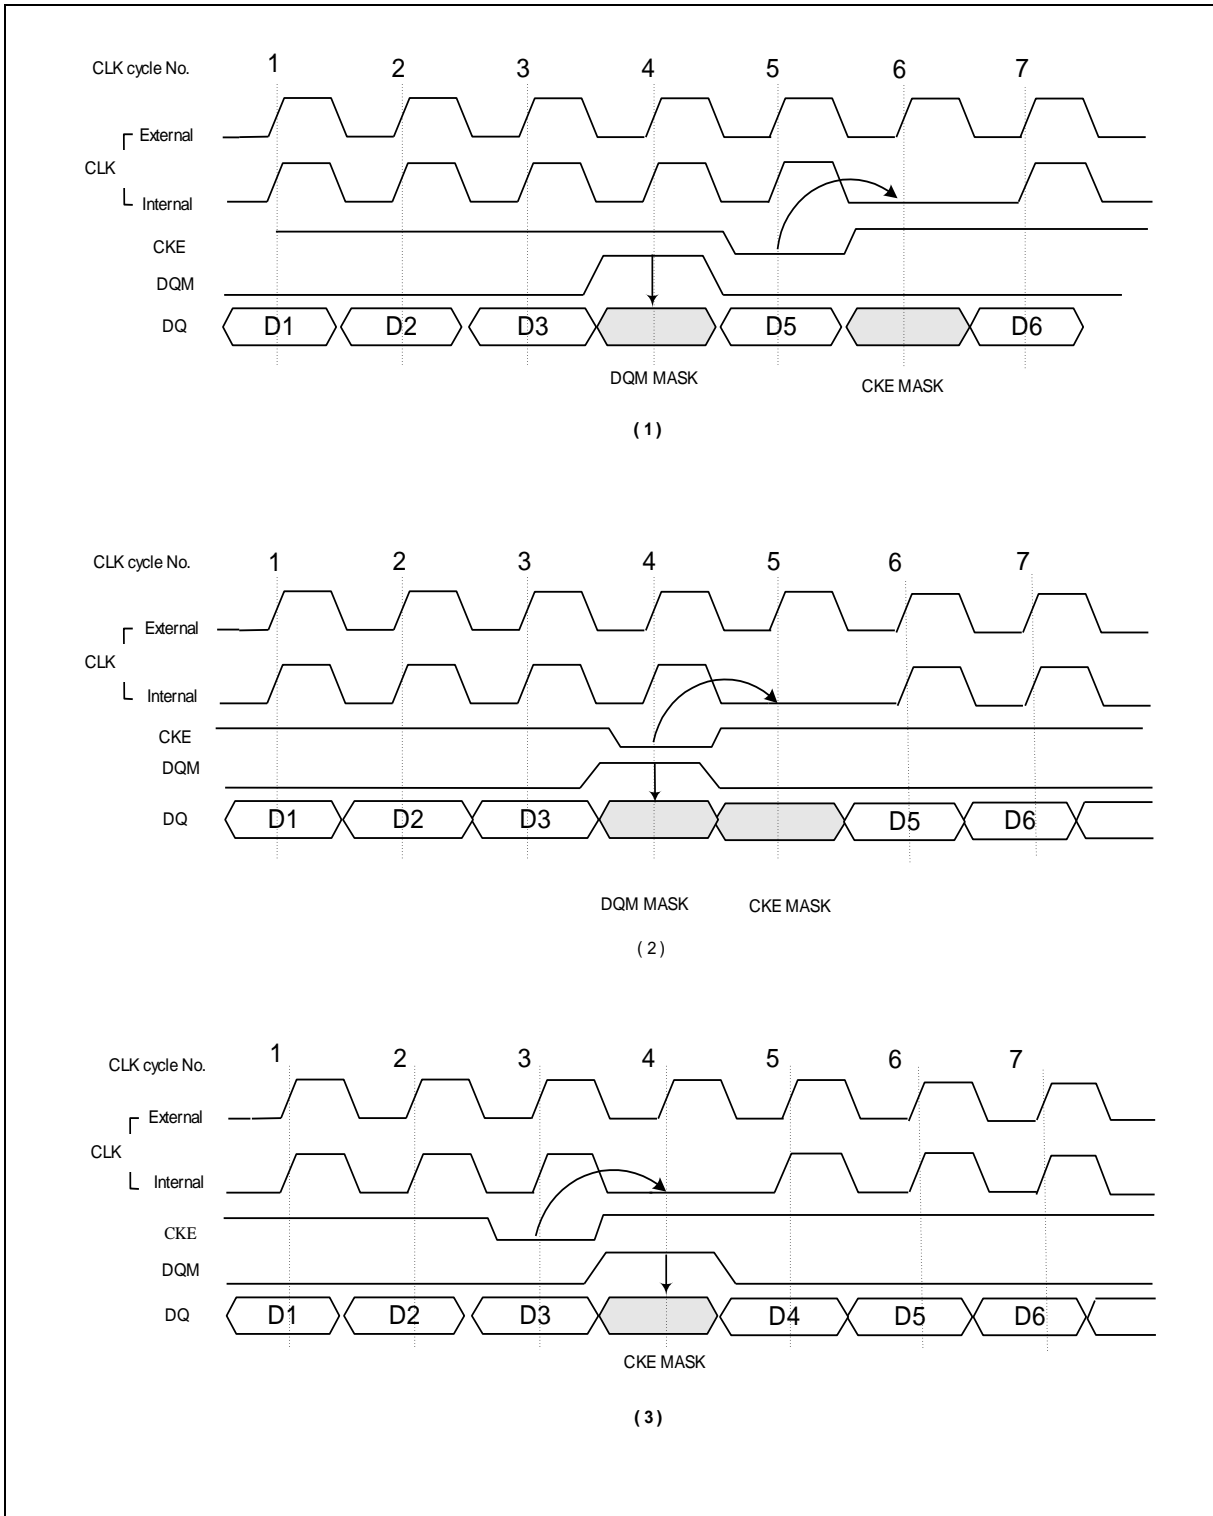 CLK cycle No. 1 2 3 4 5 6 7
External
CLK
Internal
CKE
DQM
DQ D1 D2 D3 D5 D6
DQM MASK CKE MASK
( 1 )
CLK cycle No. 1 2 3 4 5 6 7
External
CLK
Internal
CKE
DQM
DQ D1 D2 D3 D5 D6
DQM MASK CKE MASK
( 2 )
CLK cycle No. 1 2 3 4 5 6 7
External
CLK
Internal
CKE
DQM
DQ D1 D2 D3 D4 D5 D6
CKE MASK
( 3 )